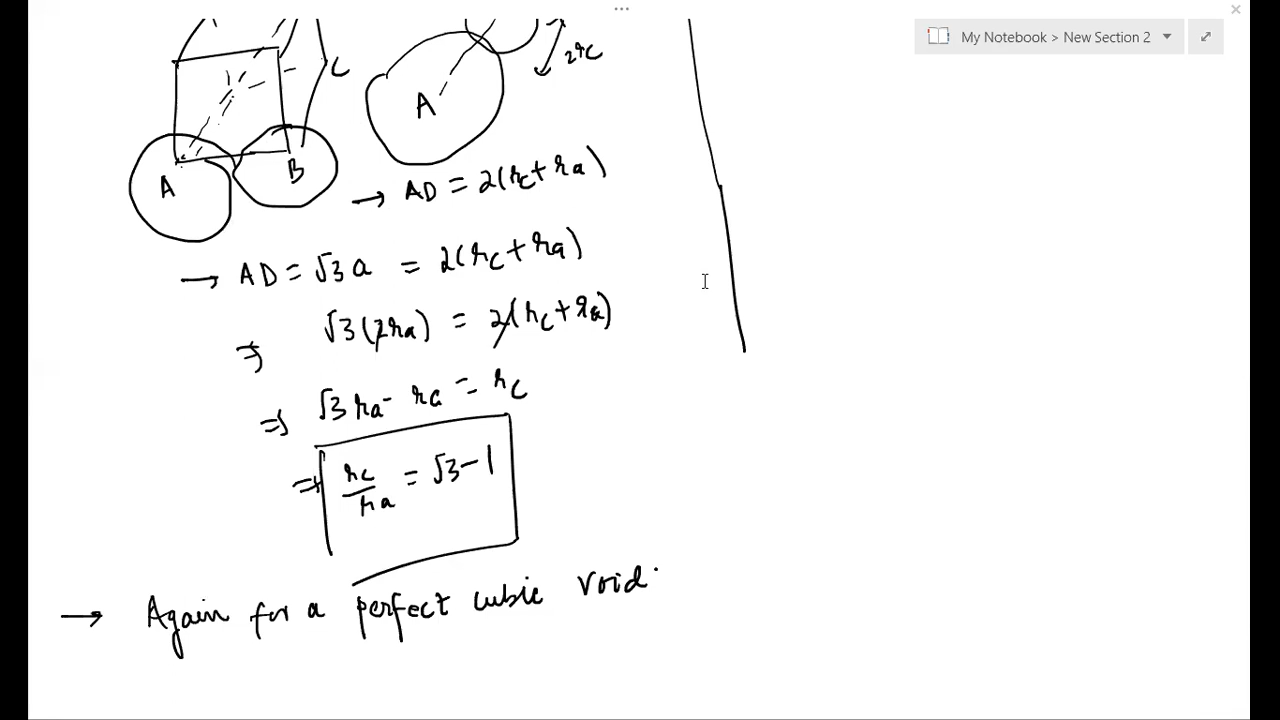 My Notebook > New Section 2
C
2rc
A
A
B
→ AD = 2(rc + ra)
→ AD = √3 a = 2(rc + ra)
⇒ √3 (2ra) = 2(rc + ra)
⇒ √3 ra - ra = rc
⇒ rc/ra = √3 - 1
→ Again for a perfect cubic void.